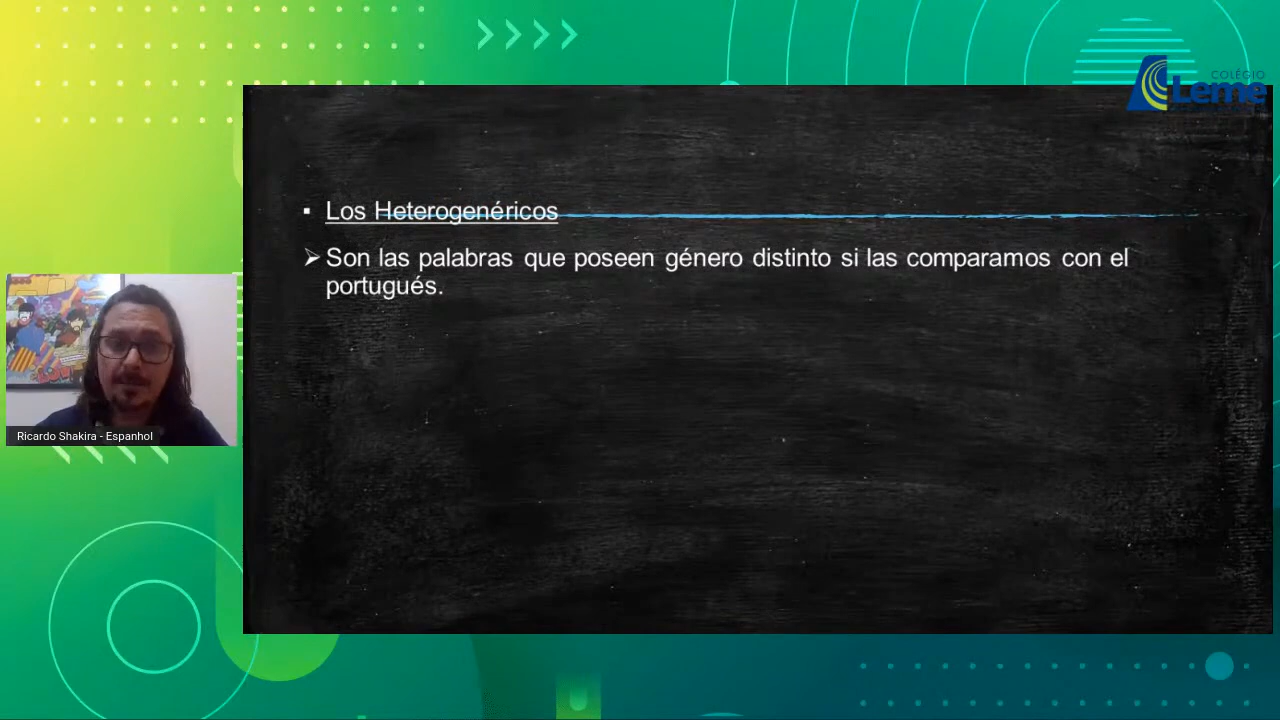 COLÉGIO
Leme
▪ Los Heterogenéricos
➢ Son las palabras que poseen género distinto si las comparamos con el
portugués.
Ricardo Shakira - Espanhol